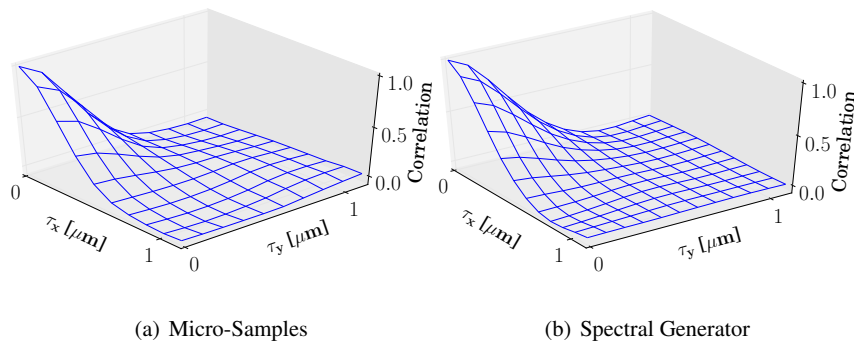 1.0
0.5
0.0
Correlation
0
τx [μm]
1
0
τy [μm]
1
(a) Micro-Samples
1.0
0.5
0.0
Correlation
0
τx [μm]
1
0
τy [μm]
1
(b) Spectral Generator